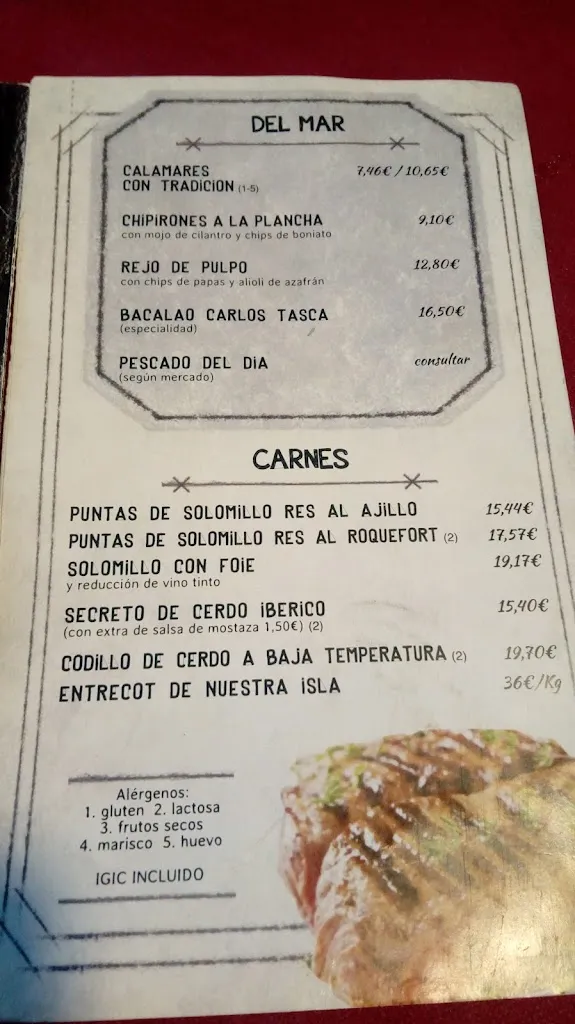 DEL MAR
CALAMARES 7,46€ / 10,65€
CON TRADICION (1-5)
CHIPIRONES A LA PLANCHA 9,10€
con mojo de cilantro y chips de boniato
REJO DE PULPO 12,80€
con chips de papas y alioli de azafrán
BACALAO CARLOS TASCA 16,50€
(especialidad)
PESCADO DEL DIA consultar
(según mercado)
CARNES
PUNTAS DE SOLOMILLO RES AL AJILLO 15,44€
PUNTAS DE SOLOMILLO RES AL ROQUEFORT (2) 17,57€
SOLOMILLO CON FOIE 19,17€
y reducción de vino tinto
SECRETO DE CERDO IBERICO 15,40€
(con extra de salsa de mostaza 1,50€) (2)
CODILLO DE CERDO A BAJA TEMPERATURA (2) 19,70€
ENTRECOT DE NUESTRA ISLA 36€/Kg
Alérgenos:
1. gluten 2. lactosa
3. frutos secos
4. marisco 5. huevo
IGIC INCLUIDO